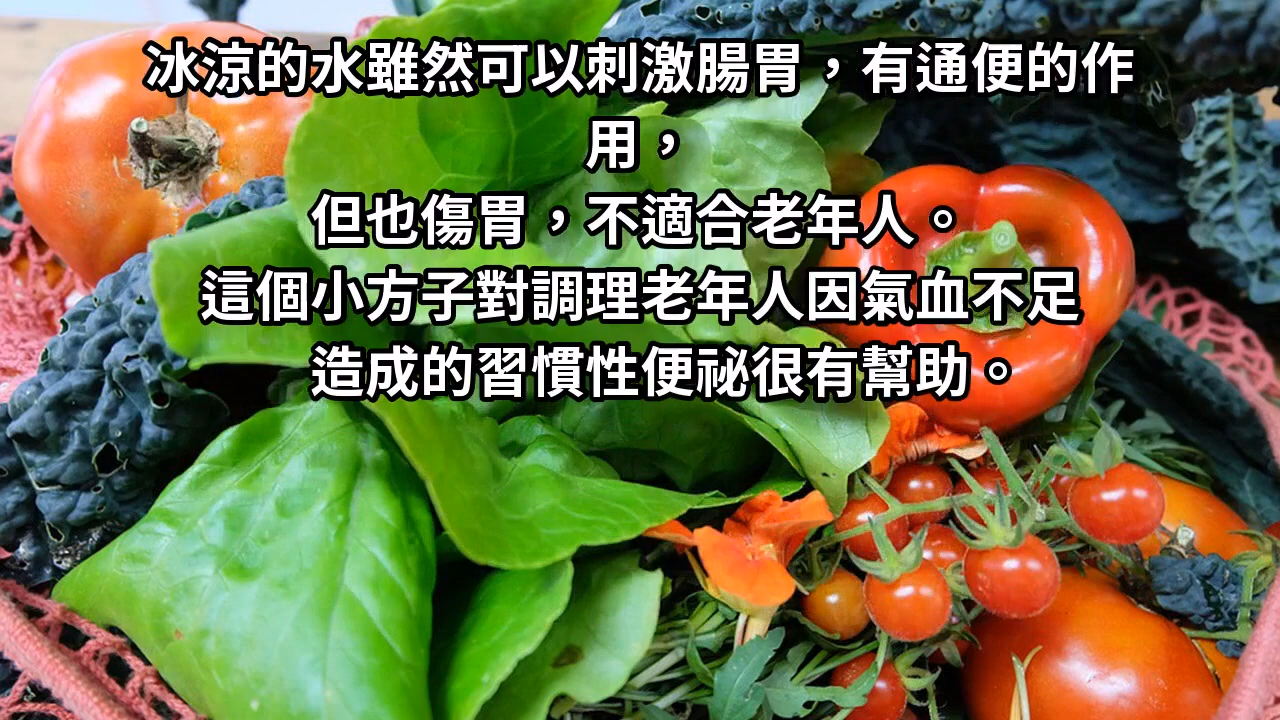 冰涼的水雖然可以刺激腸胃，有通便的作
用，
但也傷胃，不適合老年人。
這個小方子對調理老年人因氣血不足
造成的習慣性便祕很有幫助。